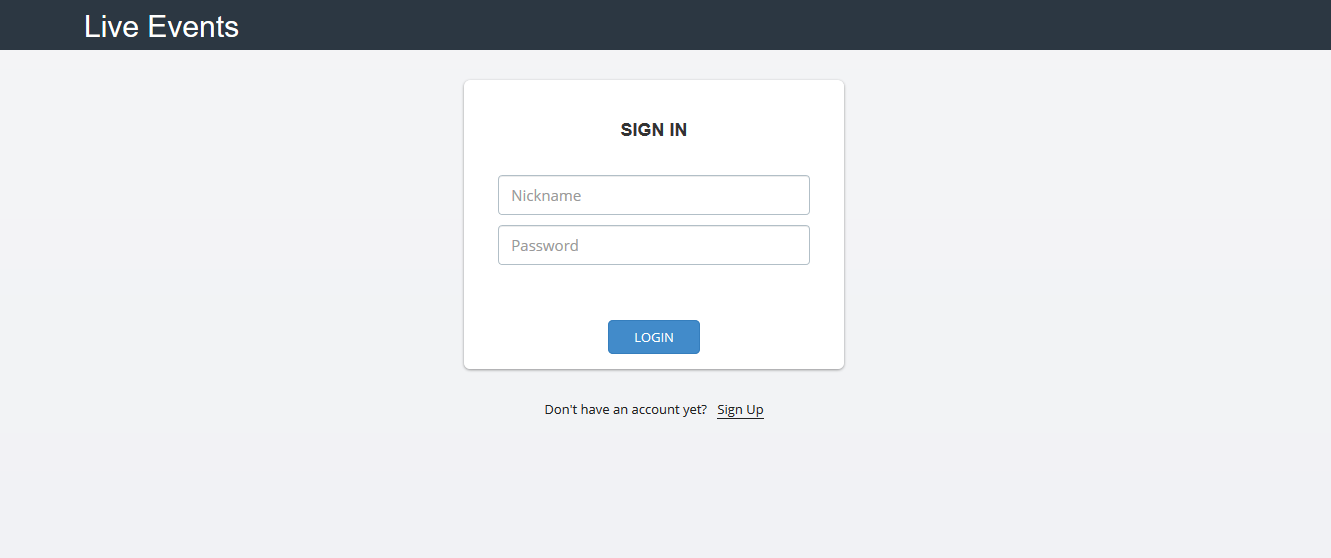 Live Events
SIGN IN
Nickname
Password
LOGIN
Don't have an account yet? Sign Up